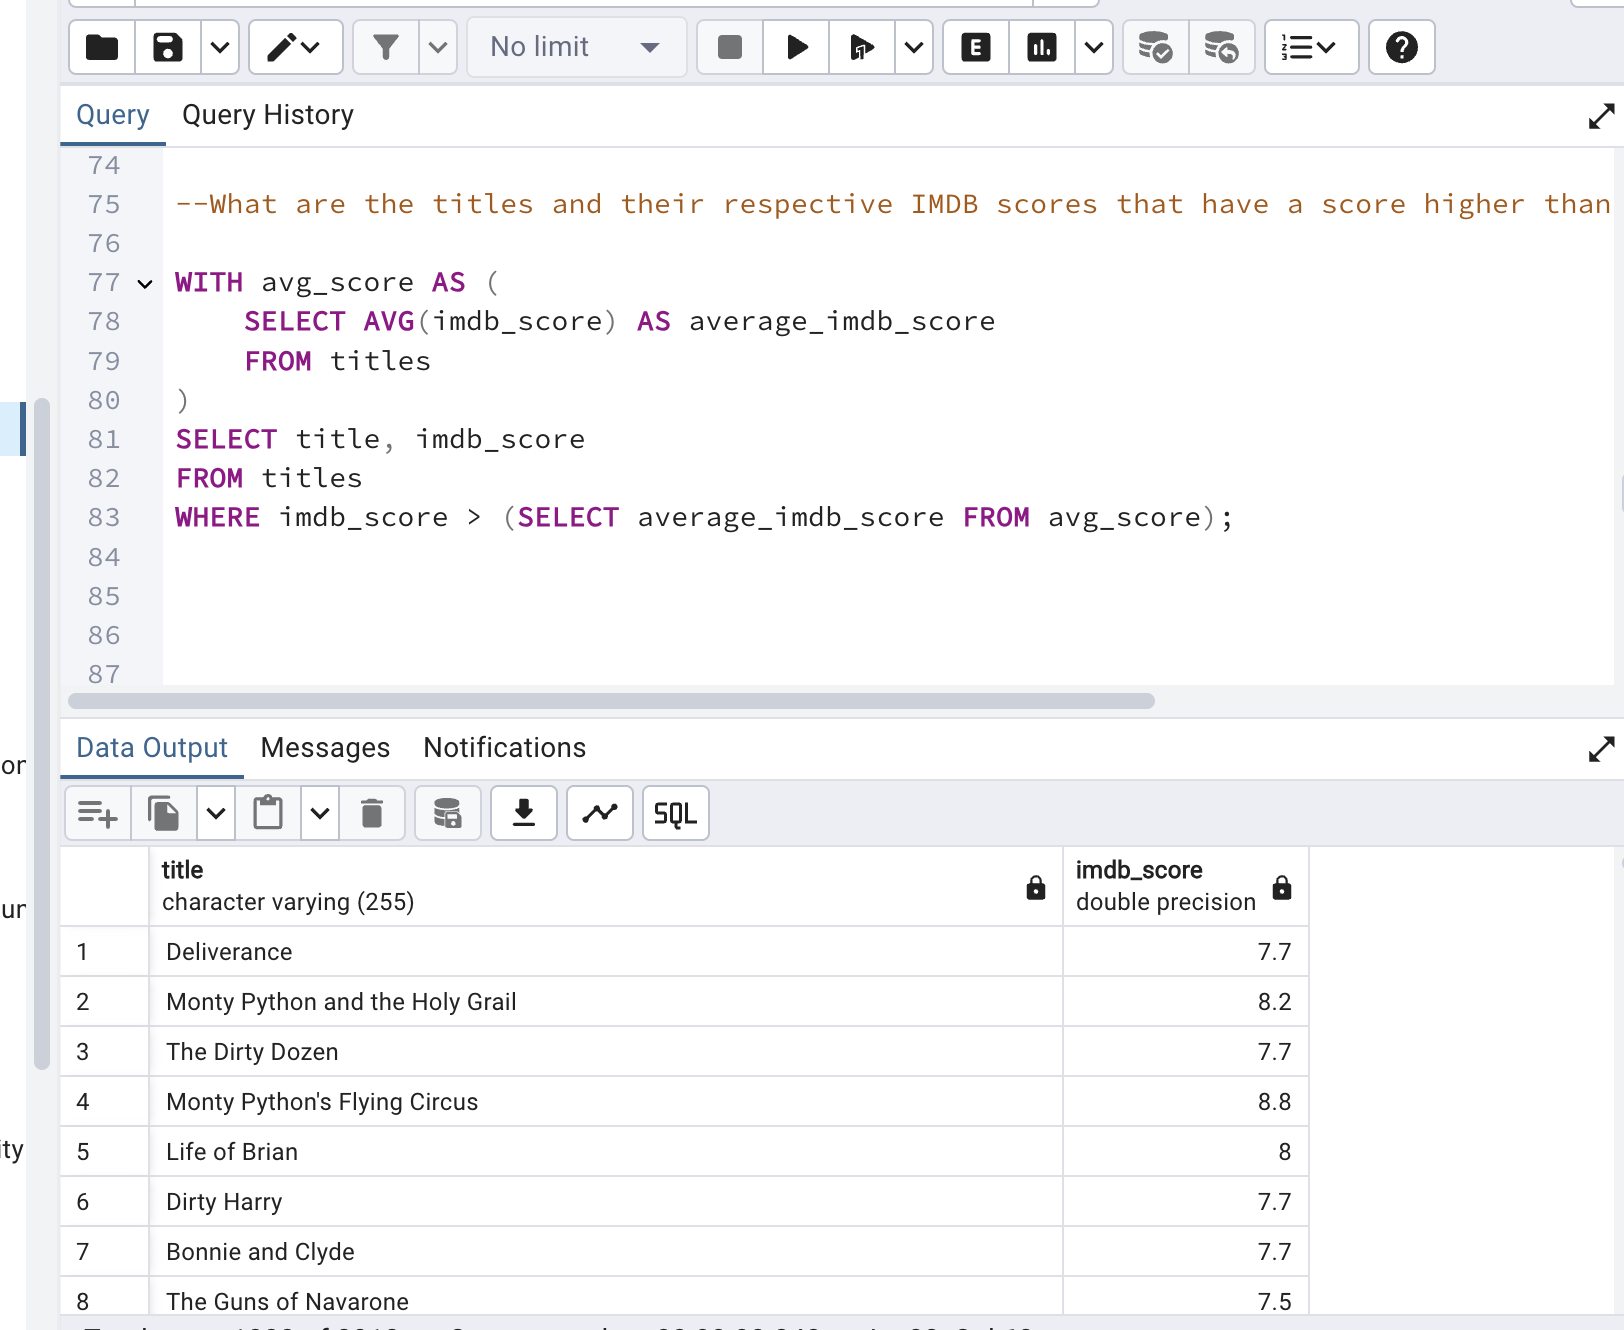 No limit
E
Query Query History
74
75 --What are the titles and their respective IMDB scores that have a score higher than
76
77 WITH avg_score AS (
78 SELECT AVG(imdb_score) AS average_imdb_score
79 FROM titles
80 )
81 SELECT title, imdb_score
82 FROM titles
83 WHERE imdb_score > (SELECT average_imdb_score FROM avg_score);
84
85
86
87
Data Output Messages Notifications
SQL
title imdb_score
character varying (255) double precision
1 Deliverance 7.7
2 Monty Python and the Holy Grail 8.2
3 The Dirty Dozen 7.7
4 Monty Python's Flying Circus 8.8
5 Life of Brian 8
6 Dirty Harry 7.7
7 Bonnie and Clyde 7.7
8 The Guns of Navarone 7.5